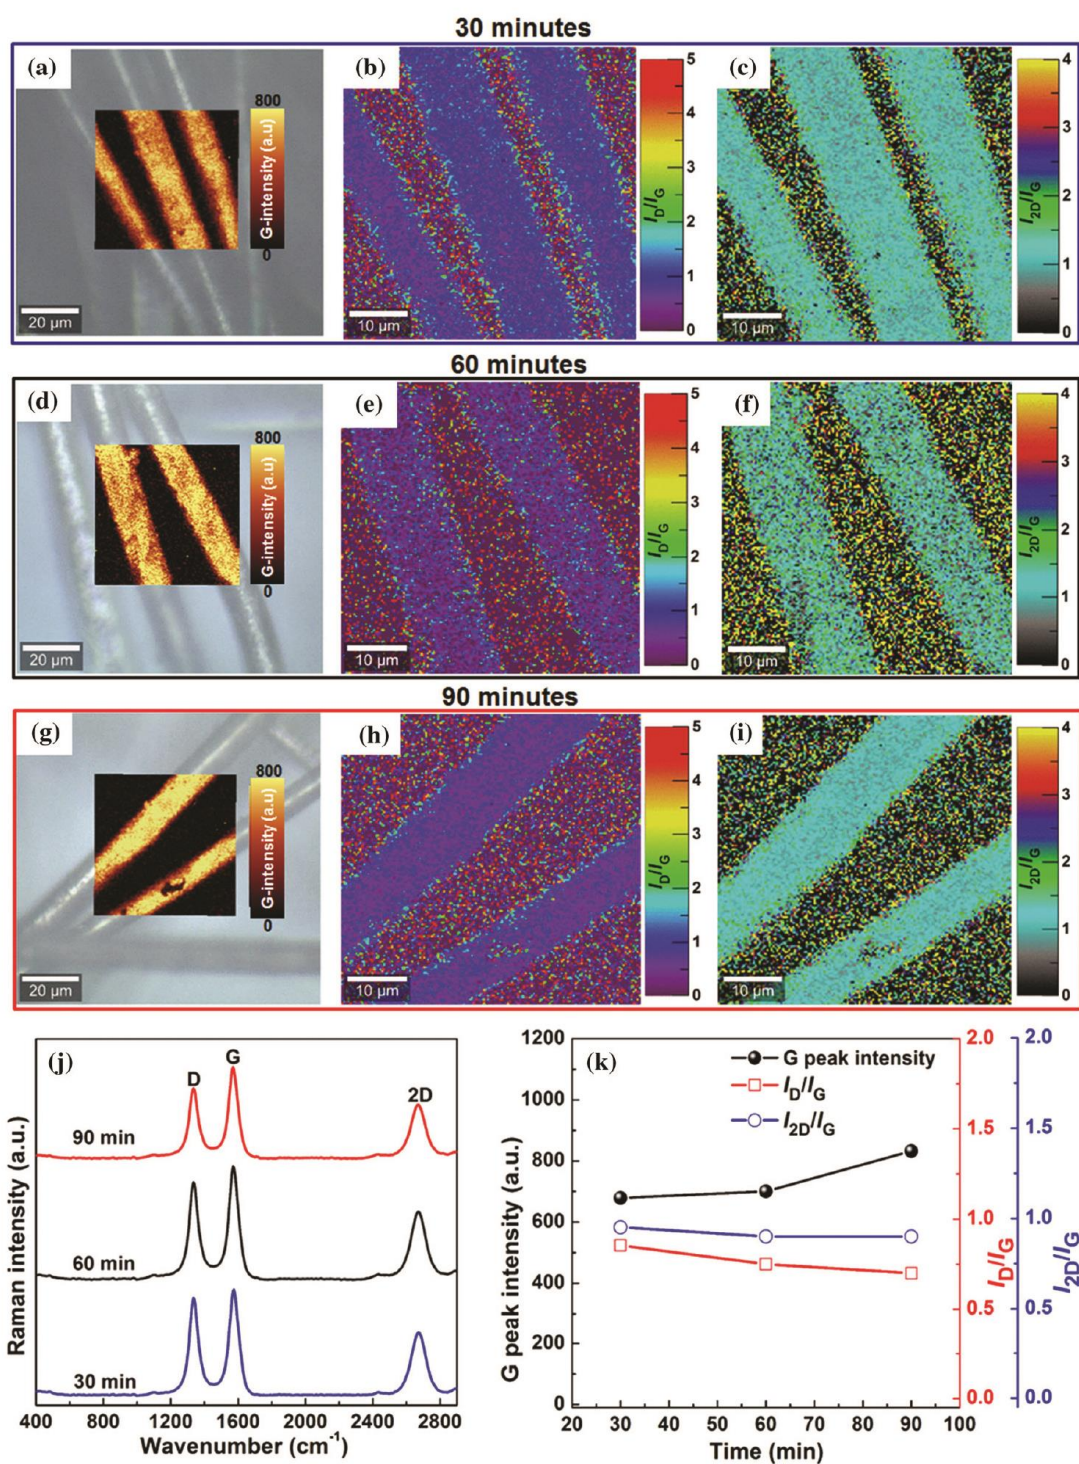 30 minutes
(a)
800
G-intensity (a.u)
0
20 µm
(b)
10 µm
5
4
3
2
1
0
I_D/I_G
(c)
10 µm
4
3
2
1
0
I_2D/I_G
60 minutes
(d)
800
G-intensity (a.u)
0
20 µm
(e)
10 µm
5
4
3
2
1
0
I_D/I_G
(f)
10 µm
4
3
2
1
0
I_2D/I_G
90 minutes
(g)
800
G-intensity (a.u)
0
20 µm
(h)
10 µm
5
4
3
2
1
0
I_D/I_G
(i)
10 µm
4
3
2
1
0
I_2D/I_G
(j)
D
G
2D
90 min
60 min
30 min
Raman intensity (a.u.)
400 1200 1600 2000 2400 2800
Wavenumber (cm⁻¹)
(k)
G peak intensity
I_D/I_G
I_2D/I_G
1200
1000
800
600
400
200
0
G peak intensity (a.u.)
20 30 40 50 60 70 80 90 100
Time (min)
2.0
1.5
1.0
0.5
0.0
I_D/I_G
2.0
1.5
1.0
0.5
0.0
I_2D/I_G